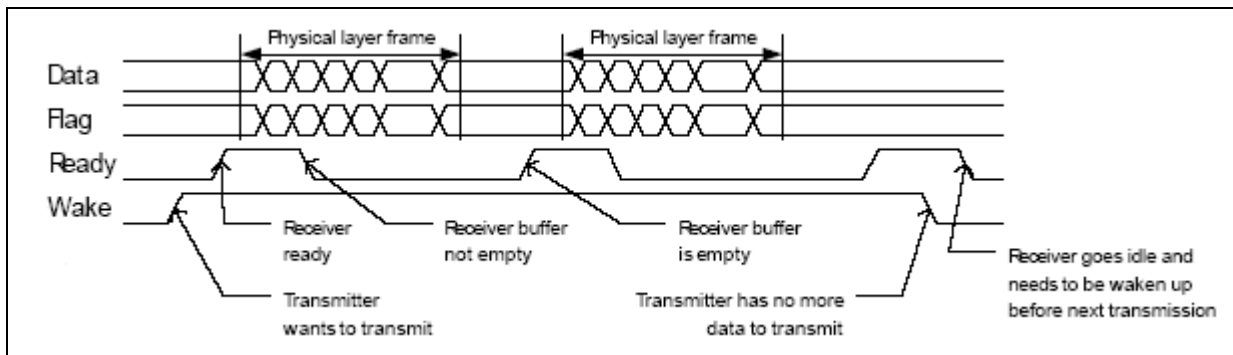 Physical layer frame
Physical layer frame
Data
Flag
Ready
Wake
Receiver
ready
Receiver buffer
not empty
Receiver buffer
is empty
Receiver goes idle and
needs to be waken up
before next transmission
Transmitter
wants to transmit
Transmitter has no more
data to transmit